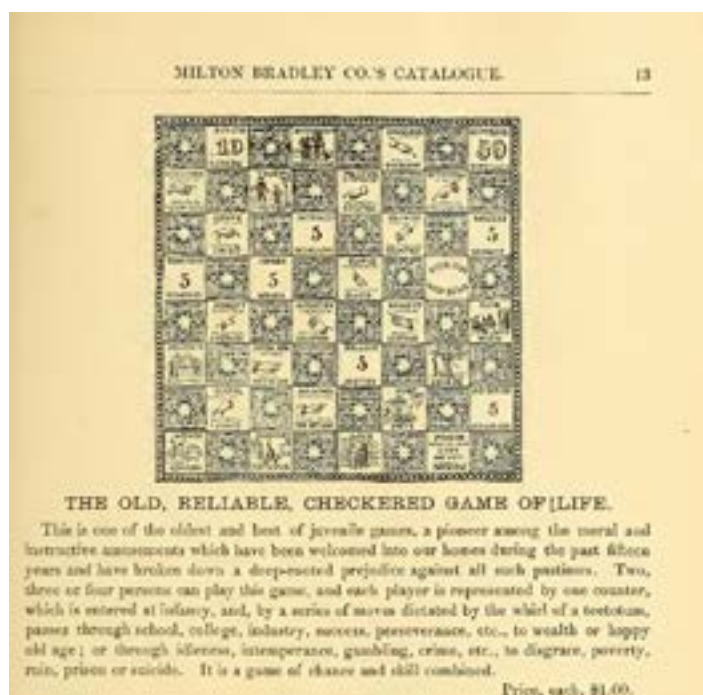 MILTON BRADLEY CO.'S CATALOGUE. 13
10 50
5 5
5 5
5
5
THE OLD, RELIABLE, CHECKERED GAME OF [LIFE.
This is one of the oldest and best of juvenile games, a pioneer among the moral and
instructive amusements which have been welcomed into our homes during the past fifteen
years and have broken down a deep-rooted prejudice against all such pastimes. Two,
three or four persons can play this game, and each player is represented by one counter,
which is entered at infancy, and, by a series of moves dictated by the whirl of a teetotum,
passes through school, college, industry, success, perseverance, etc., to wealth or happy
old age; or through idleness, intemperance, gambling, crime, etc., to disgrace, poverty,
ruin, prison or suicide. It is a game of chance and skill combined.
Price, each, $1.00.